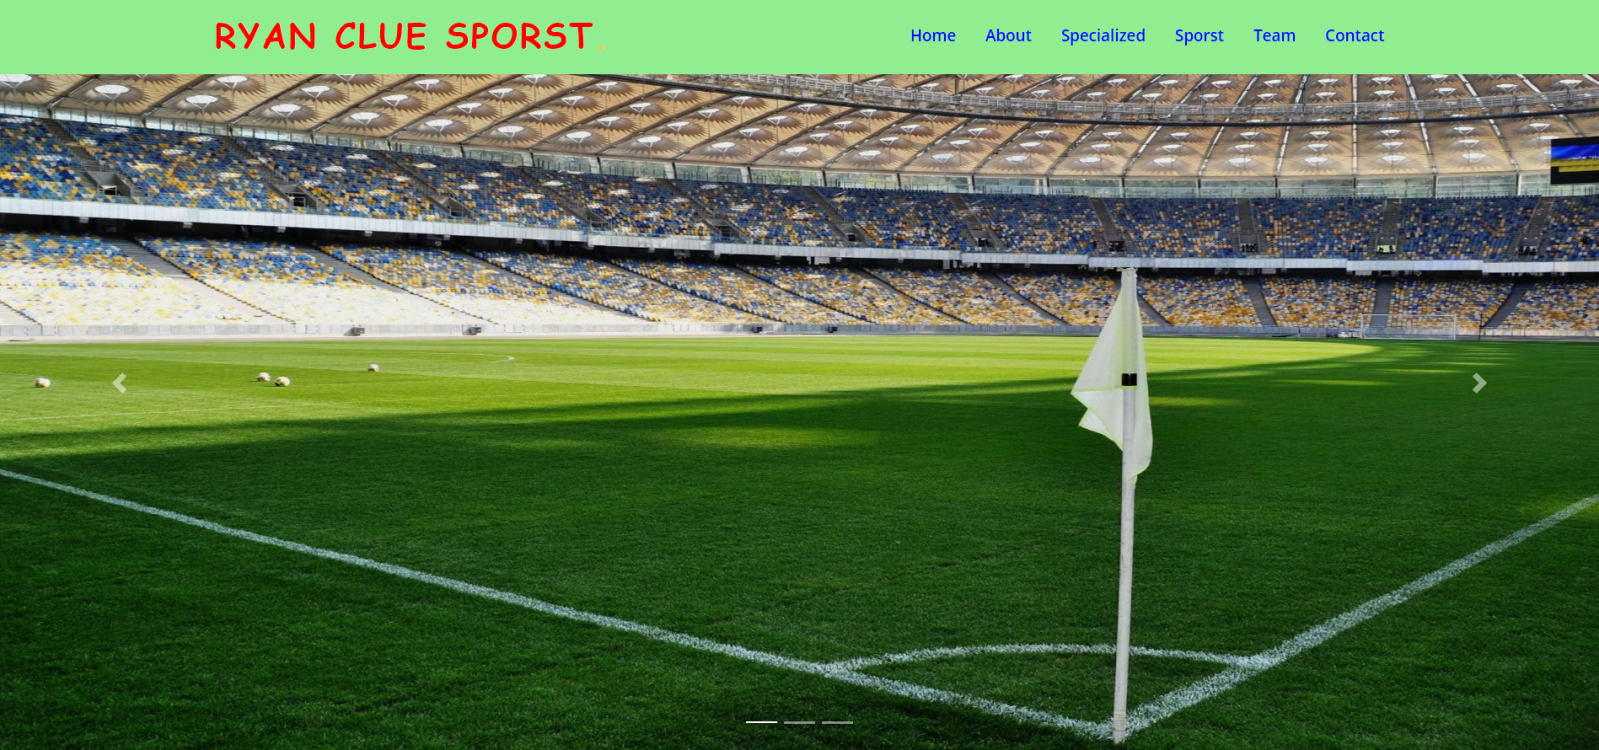 RYAN CLUE SPORST.
Home About Specialized Sporst Team Contact